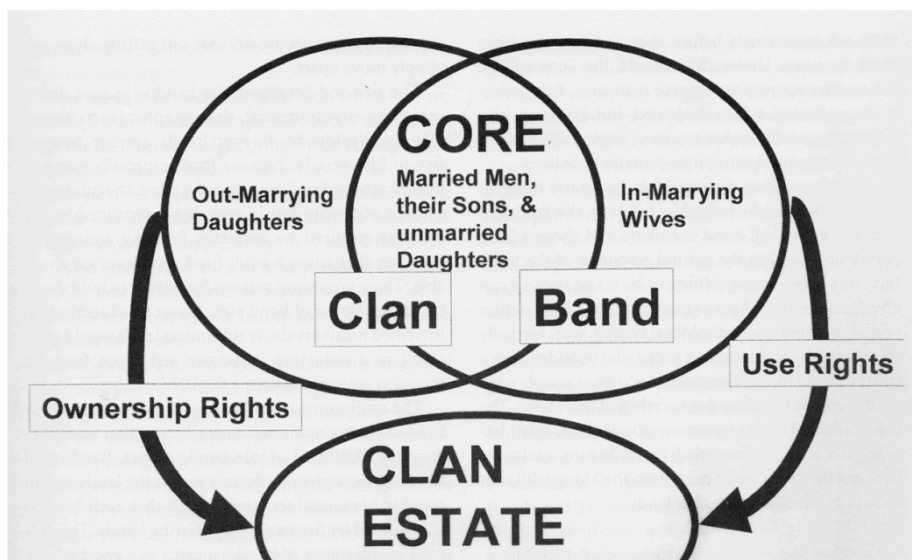 CORE
Out-Marrying
Daughters
Married Men,
their Sons, &
unmarried
Daughters
In-Marrying
Wives
Clan
Band
Ownership Rights
Use Rights
CLAN
ESTATE